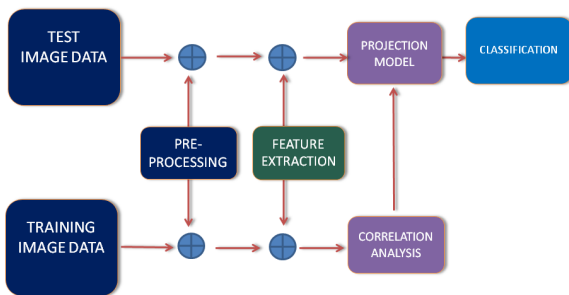 TEST
IMAGE DATA
PROJECTION
MODEL
CLASSIFICATION
PRE-
PROCESSING
FEATURE
EXTRACTION
TRAINING
IMAGE DATA
CORRELATION
ANALYSIS